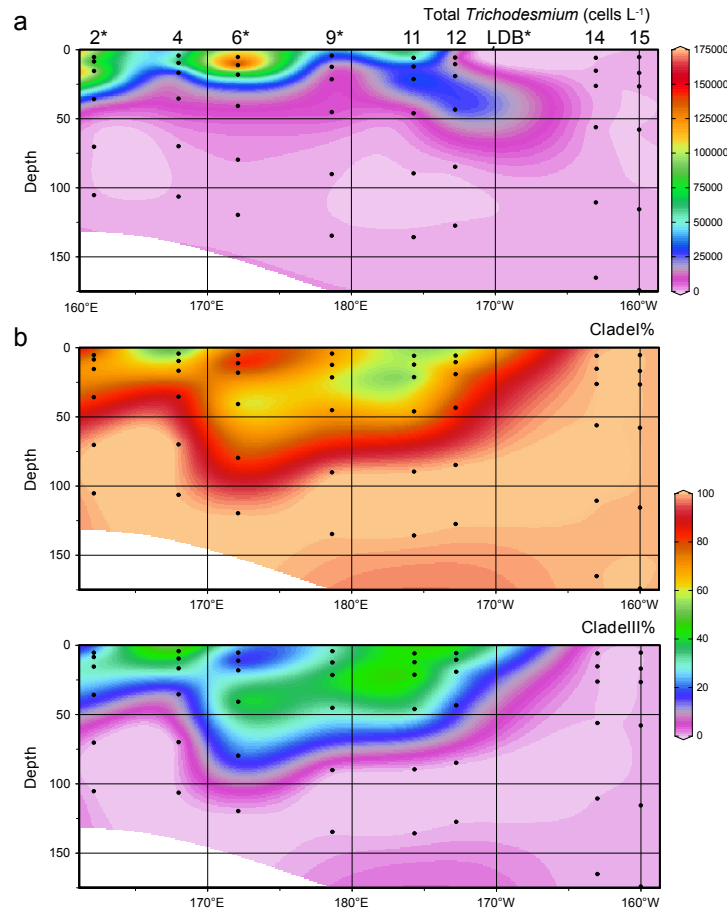 a
Total Trichodesmium (cells L-1)
2* 4 6* 9* 11 12 LDB* 14 15
0
50
100
150
Depth
160°E 170°E 180°E 170°W 160°W
175000
150000
125000
100000
75000
50000
25000
0
b
CladeI%
0
50
100
150
Depth
170°E 180°E 170°W 160°W
100
80
60
40
20
0
CladeIII%
0
50
100
150
Depth
170°E 180°E 170°W 160°W